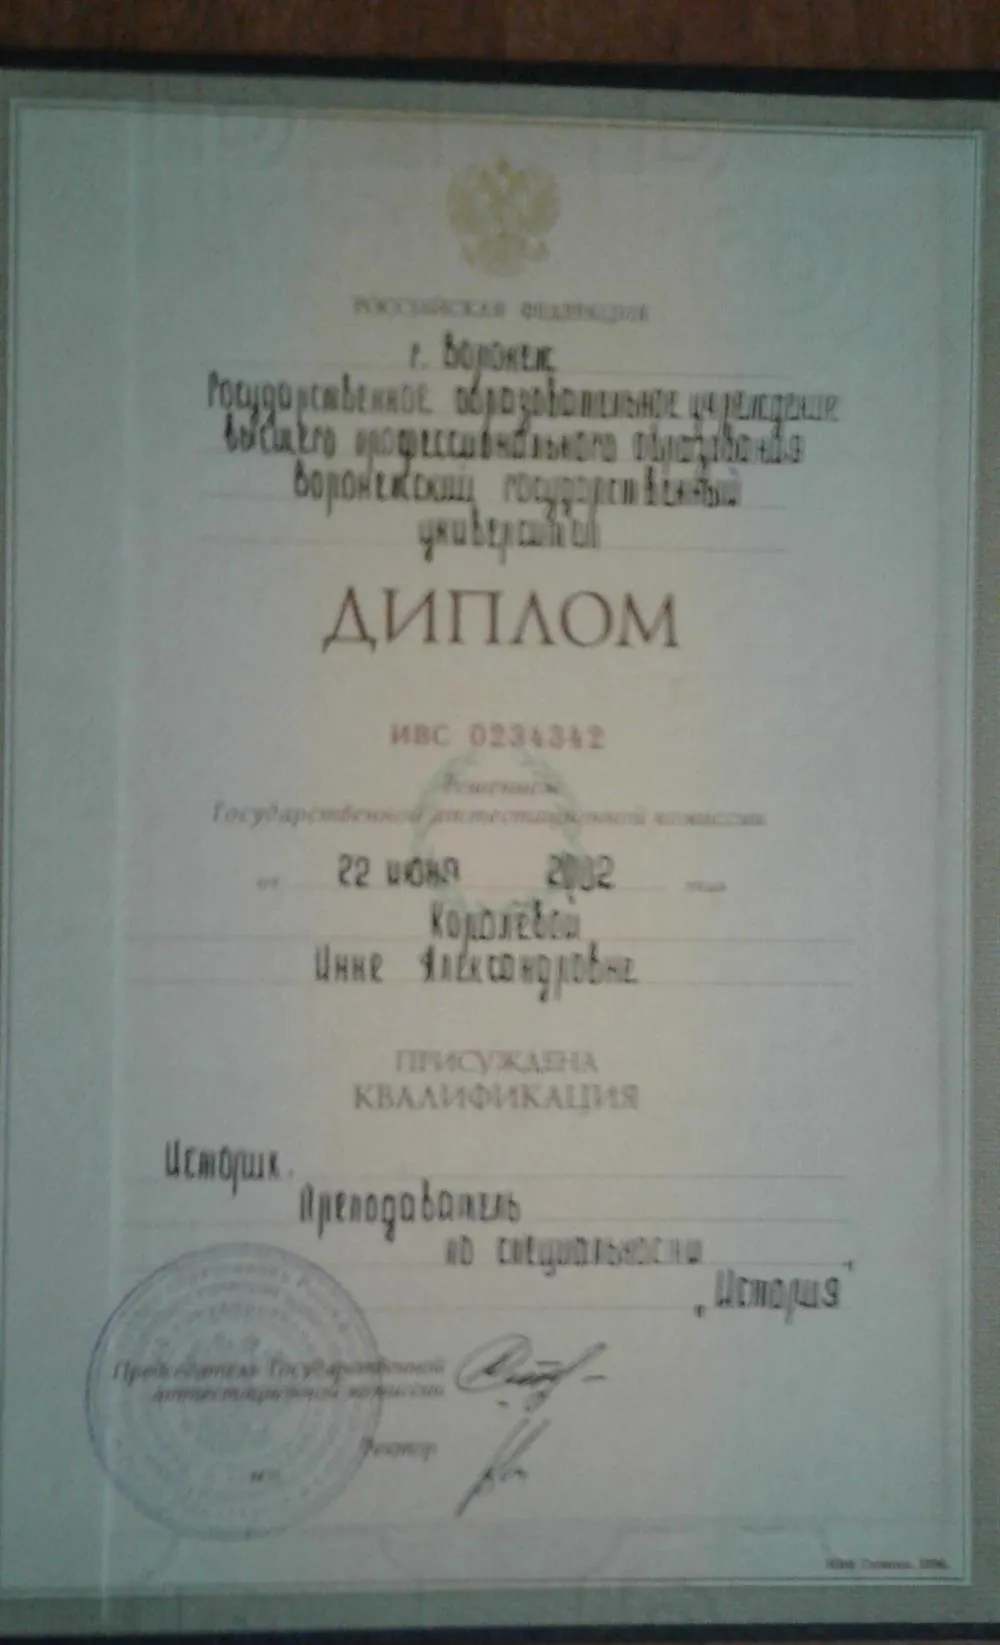 РОССИЙСКАЯ ФЕДЕРАЦИЯ
г. Воронеж
Государственное образовательное учреждение
высшего профессионального образования
Воронежский государственный
университет
ДИПЛОМ
ИВС 0234342
Решением
Государственной аттестационной комиссии
от 22 июня 2002 года
Королёвой
Инне Александровне
ПРИСУЖДЕНА
КВАЛИФИКАЦИЯ
Историк.
Преподаватель
по специальности
„История“
Председатель Государственной
аттестационной комиссии
Ректор